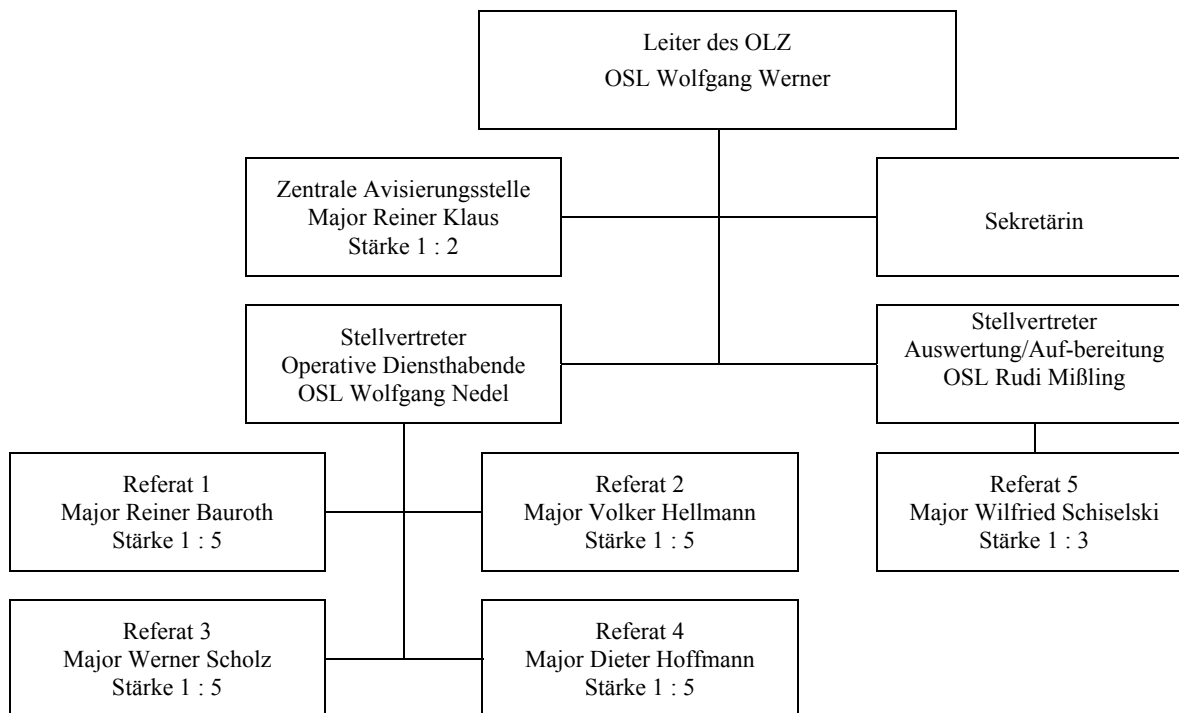 Leiter des OLZ
OSL Wolfgang Werner
Zentrale Avisierungsstelle
Major Reiner Klaus
Stärke 1 : 2
Sekretärin
Stellvertreter
Operative Diensthabende
OSL Wolfgang Nedel
Stellvertreter
Auswertung/Auf-bereitung
OSL Rudi Mißling
Referat 1
Major Reiner Bauroth
Stärke 1 : 5
Referat 2
Major Volker Hellmann
Stärke 1 : 5
Referat 5
Major Wilfried Schiselski
Stärke 1 : 3
Referat 3
Major Werner Scholz
Stärke 1 : 5
Referat 4
Major Dieter Hoffmann
Stärke 1 : 5